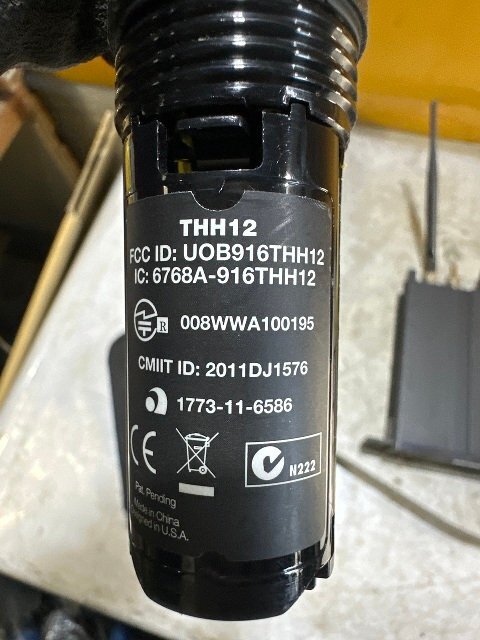 THH12
FCC ID: UOB916THH12
IC: 6768A-916THH12
R 008WWA100195
CMIIT ID: 2011DJ1576
1773-11-6586
CE N222
Pat. Pending
Made in China
Designed in U.S.A.